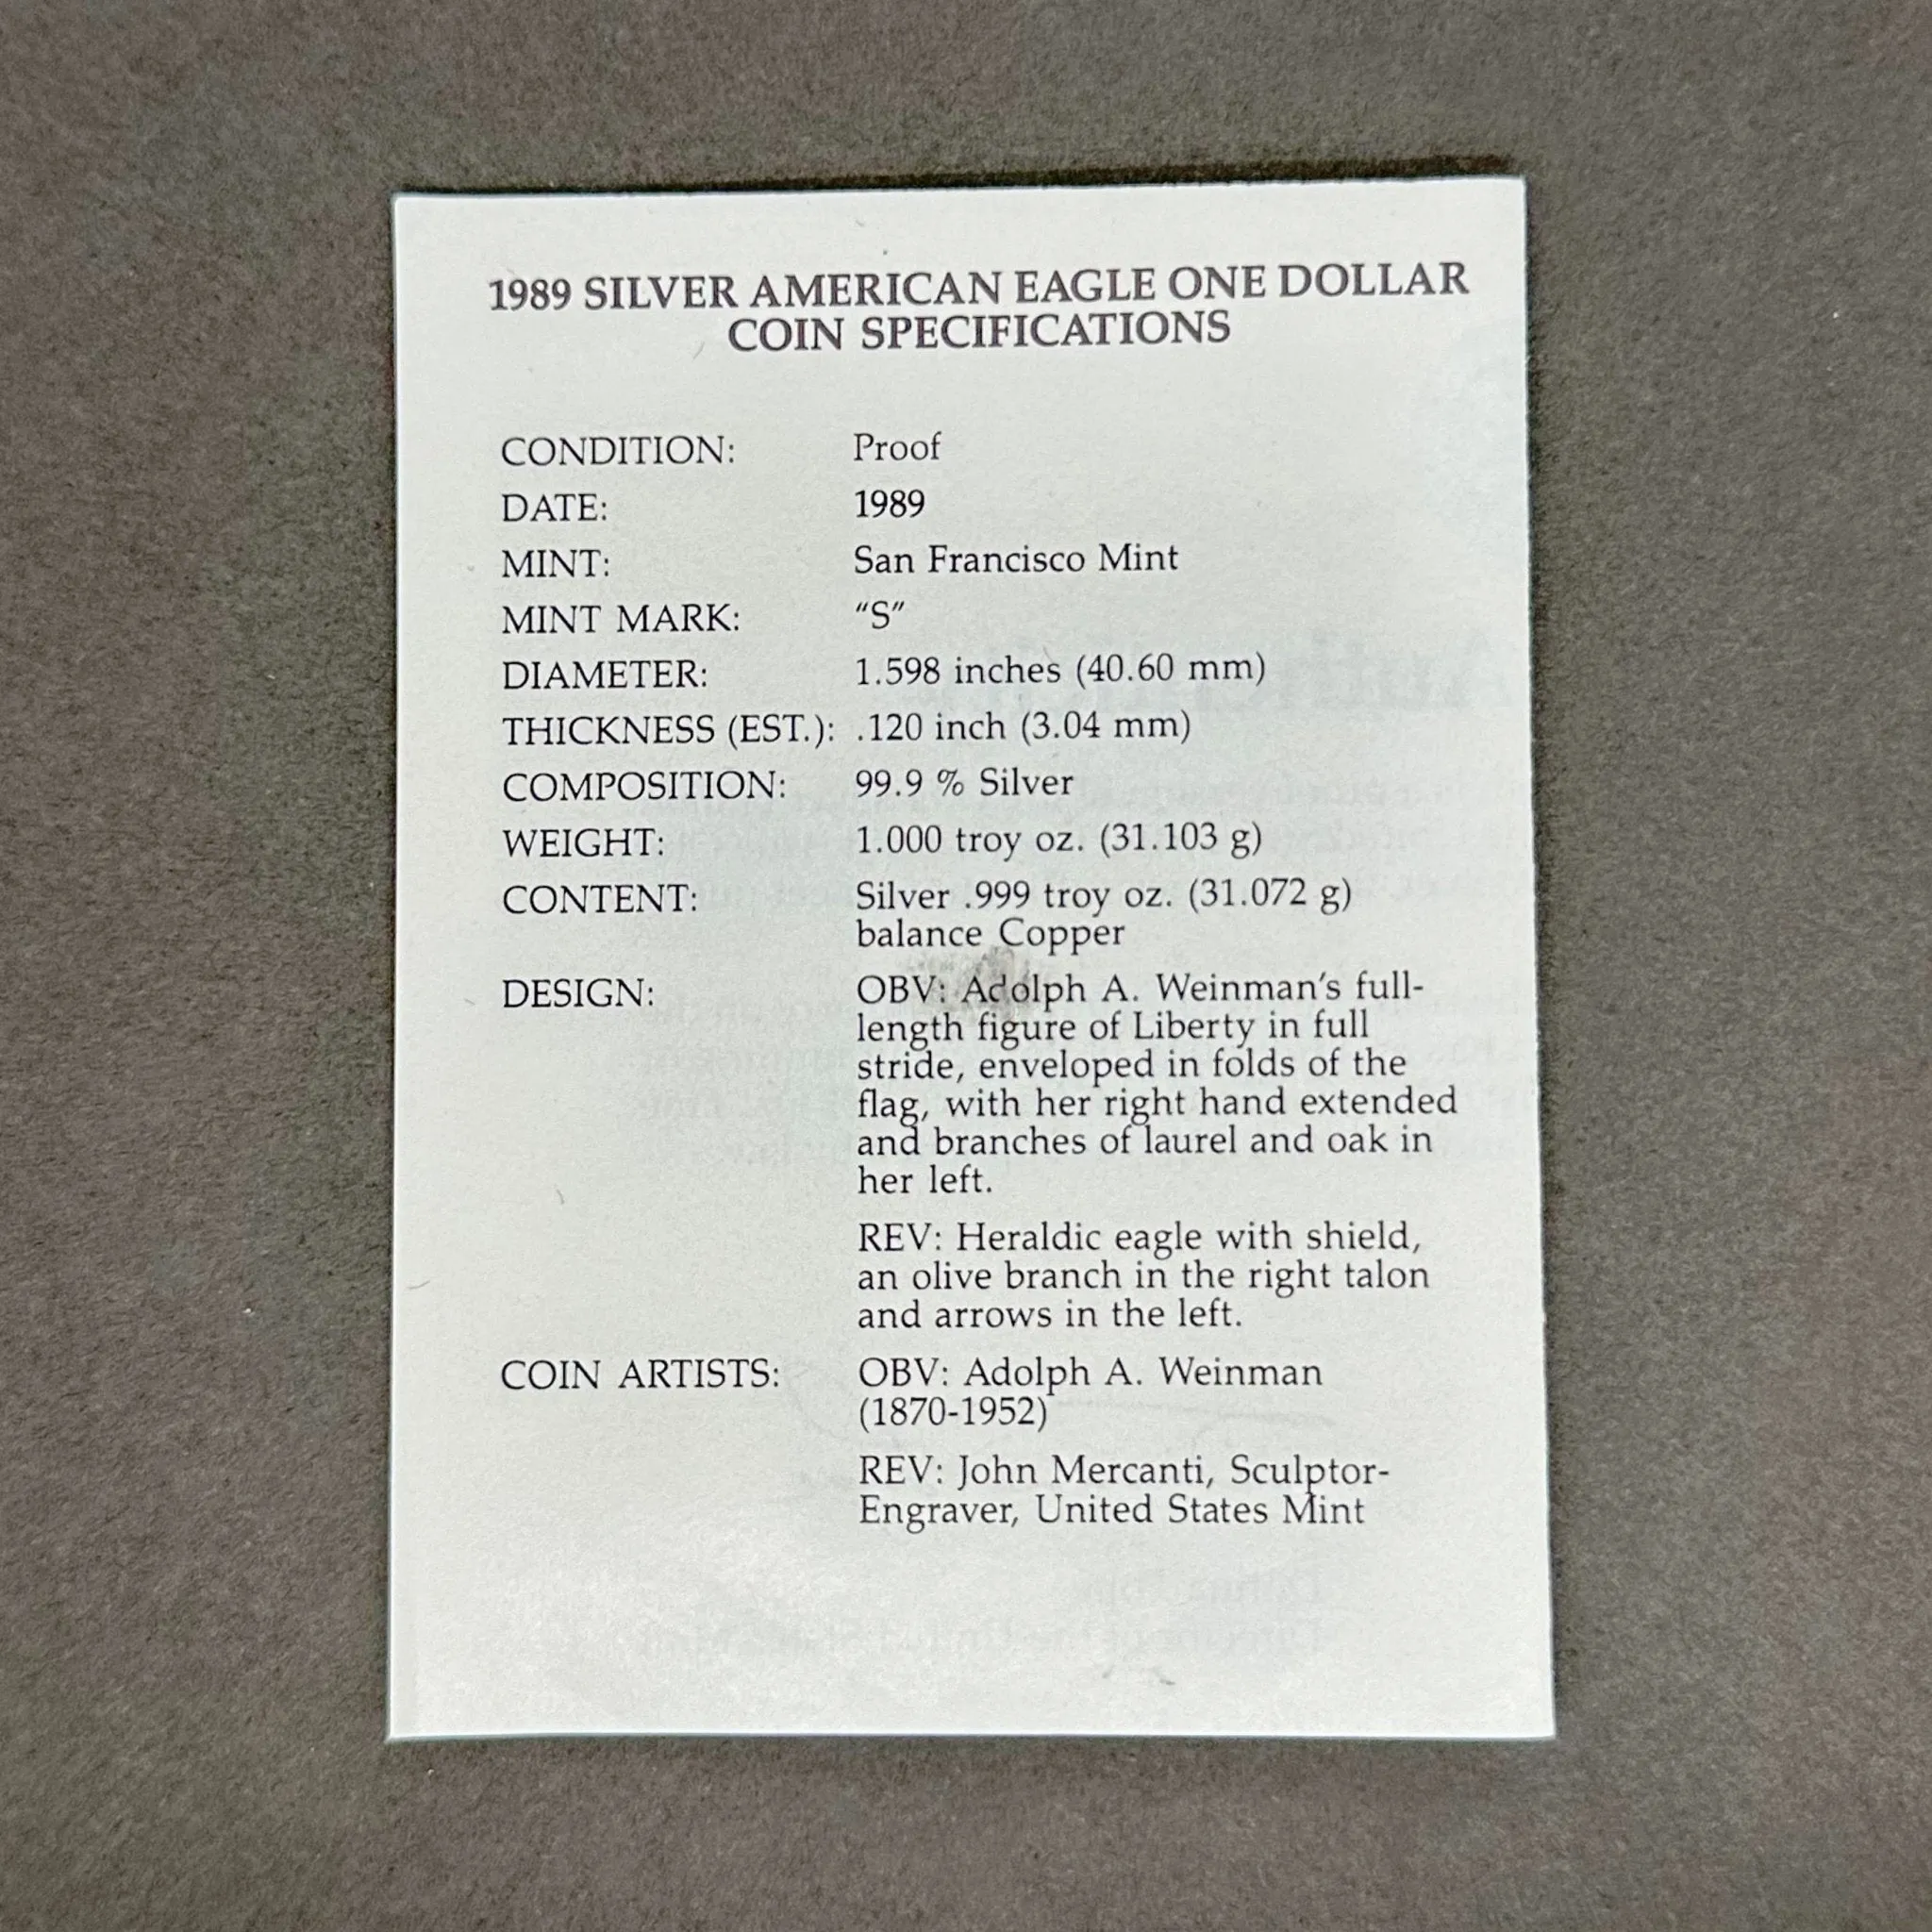 1989 SILVER AMERICAN EAGLE ONE DOLLAR
COIN SPECIFICATIONS
CONDITION: Proof
DATE: 1989
MINT: San Francisco Mint
MINT MARK: “S”
DIAMETER: 1.598 inches (40.60 mm)
THICKNESS (EST.): .120 inch (3.04 mm)
COMPOSITION: 99.9 % Silver
WEIGHT: 1.000 troy oz. (31.103 g)
CONTENT: Silver .999 troy oz. (31.072 g)
balance Copper
DESIGN: OBV: Adolph A. Weinman’s full-
length figure of Liberty in full
stride, enveloped in folds of the
flag, with her right hand extended
and branches of laurel and oak in
her left.
REV: Heraldic eagle with shield,
an olive branch in the right talon
and arrows in the left.
COIN ARTISTS: OBV: Adolph A. Weinman
(1870-1952)
REV: John Mercanti, Sculptor-
Engraver, United States Mint